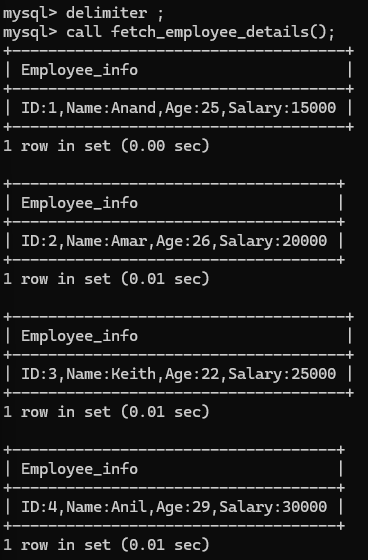 mysql> delimiter ;
mysql> call fetch_employee_details();
+-----------------------------------+
| Employee_info                     |
+-----------------------------------+
| ID:1,Name:Anand,Age:25,Salary:15000 |
+-----------------------------------+
1 row in set (0.00 sec)
+----------------------------------+
| Employee_info                    |
+----------------------------------+
| ID:2,Name:Amar,Age:26,Salary:20000 |
+----------------------------------+
1 row in set (0.01 sec)
+-----------------------------------+
| Employee_info                     |
+-----------------------------------+
| ID:3,Name:Keith,Age:22,Salary:25000 |
+-----------------------------------+
1 row in set (0.01 sec)
+----------------------------------+
| Employee_info                    |
+----------------------------------+
| ID:4,Name:Anil,Age:29,Salary:30000 |
+----------------------------------+
1 row in set (0.01 sec)